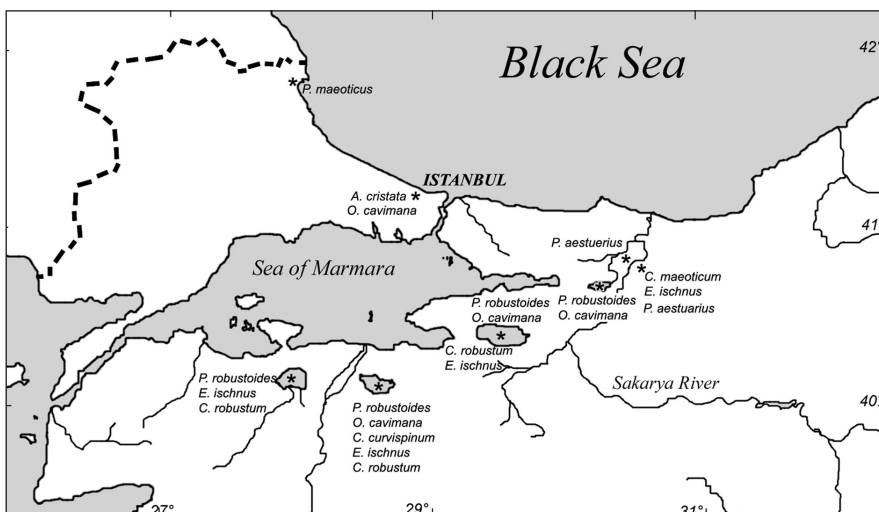 Black Sea
42°
P. maeoticus
ISTANBUL
A. cristata
O. cavimana
41
P. aestuerius
Sea of Marmara
C. maeoticum
E. ischnus
P. aestuarius
P. robustoides
O. cavimana
P. robustoides
O. cavimana
C. robustum
E. ischnus
P. robustoides
E. ischnus
C. robustum
Sakarya River
P. robustoides
O. cavimana
C. curvispinum
E. ischnus
C. robustum
40
27°
29°
31°